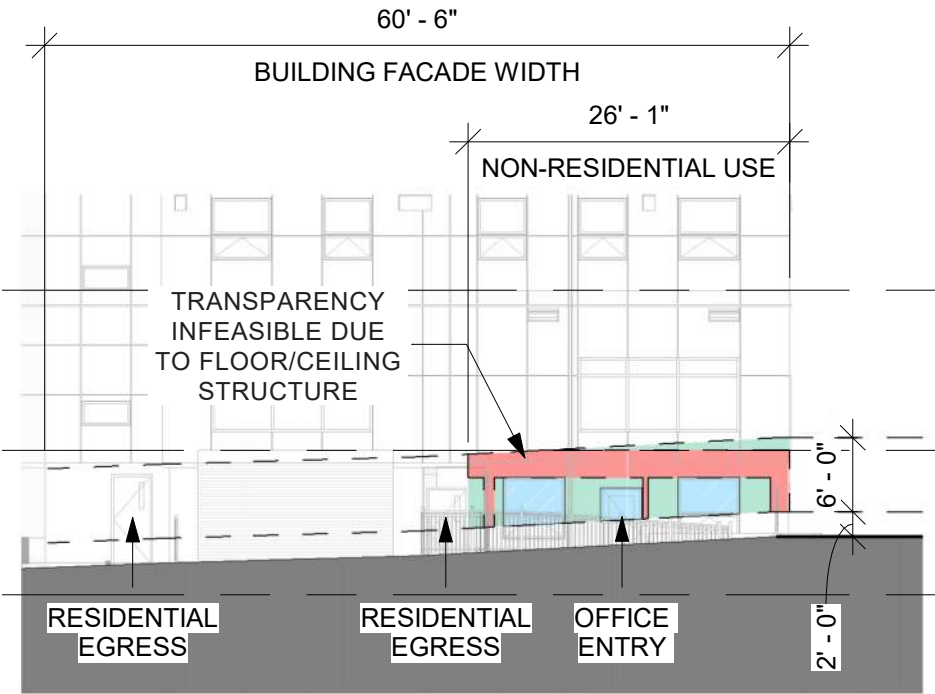 60' - 6"
BUILDING FACADE WIDTH
26' - 1"
NON-RESIDENTIAL USE
TRANSPARENCY
INFEASIBLE DUE
TO FLOOR/CEILING
STRUCTURE
6' - 0"
RESIDENTIAL
EGRESS
RESIDENTIAL
EGRESS
OFFICE
ENTRY
2' - 0"